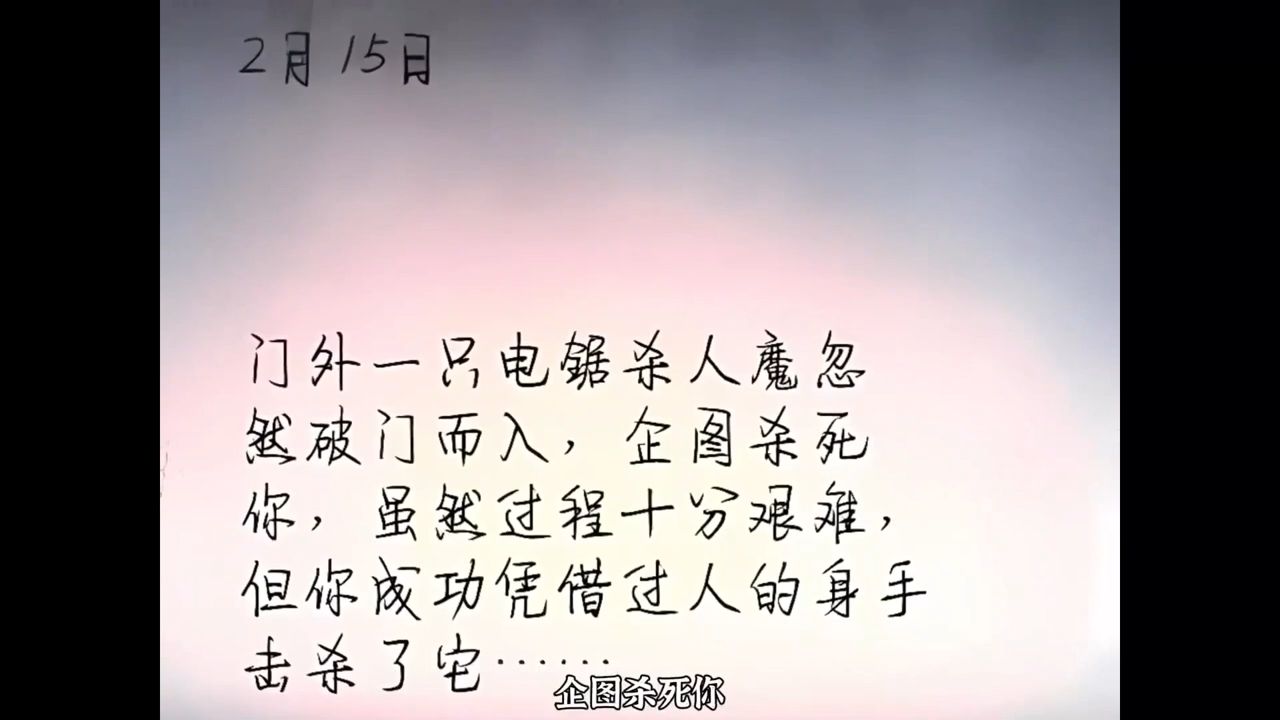 2月15日
门外一只电锯杀人魔忽
然破门而入，企图杀死
你，虽然过程十分艰难，
但你成功凭借过人的身手
击杀了它……
企图杀死你